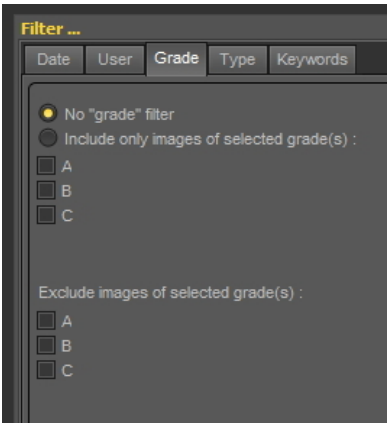 Filter ...
Date User Grade Type Keywords
No "grade" filter
Include only images of selected grade(s) :
A
B
C
Exclude images of selected grade(s) :
A
B
C